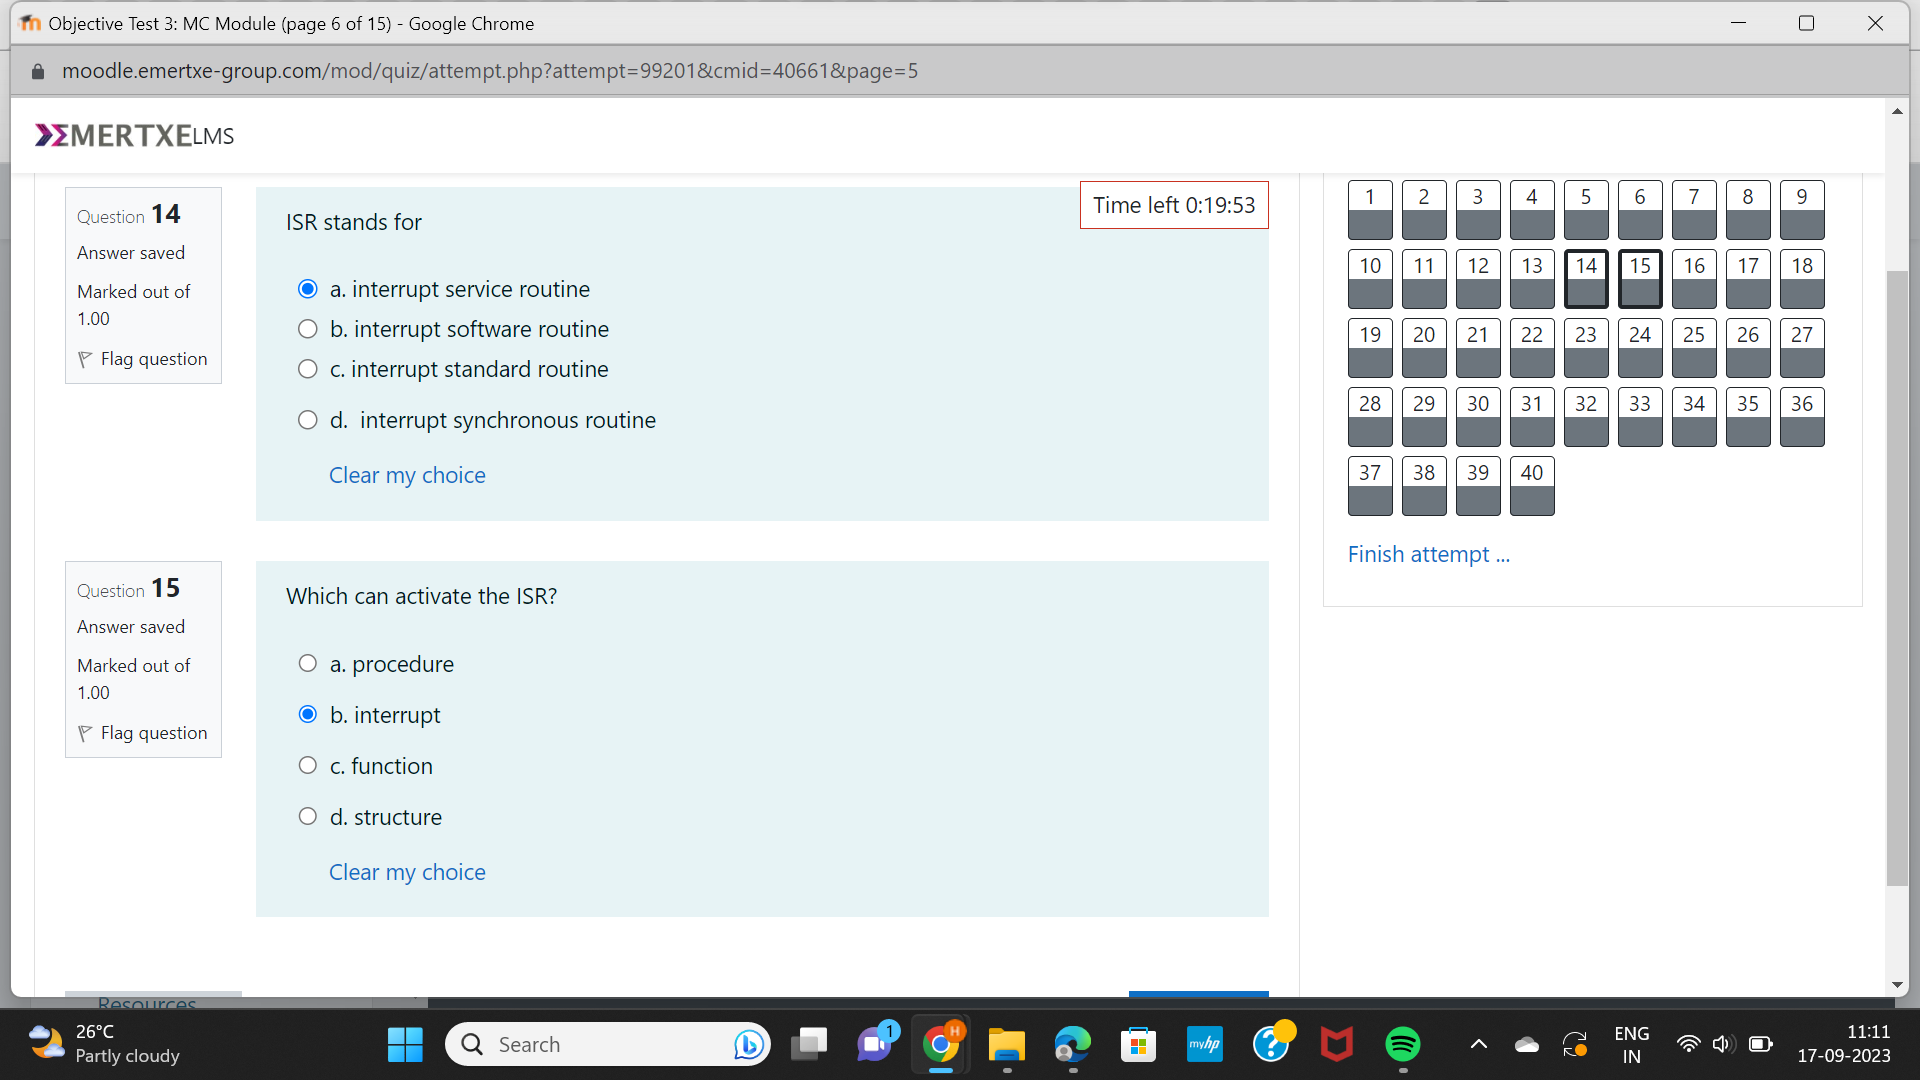 Objective Test 3: MC Module (page 6 of 15) - Google Chrome
moodle.emertxe-group.com/mod/quiz/attempt.php?attempt=99201&cmid=40661&page=5
EMERTXE LMS
Question 14
Answer saved
Marked out of
1.00
Flag question
Time left 0:19:53
ISR stands for
a. interrupt service routine
b. interrupt software routine
c. interrupt standard routine
d. interrupt synchronous routine
Clear my choice
Question 15
Answer saved
Marked out of
1.00
Flag question
Which can activate the ISR?
a. procedure
b. interrupt
c. function
d. structure
Clear my choice
1 2 3 4 5 6 7 8 9
10 11 12 13 14 15 16 17 18
19 20 21 22 23 24 25 26 27
28 29 30 31 32 33 34 35 36
37 38 39 40
Finish attempt ...
Resources
26°C
Partly cloudy
Search
1
H
myhp
ENG
IN
11:11
17-09-2023